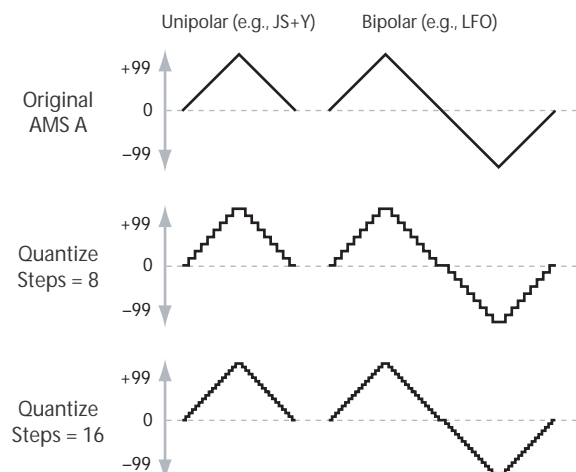 Unipolar (e.g., JS+Y) Bipolar (e.g., LFO)
+99
Original
AMS A
0
–99
+99
Quantize
Steps = 8
0
–99
+99
Quantize
Steps = 16
0
–99